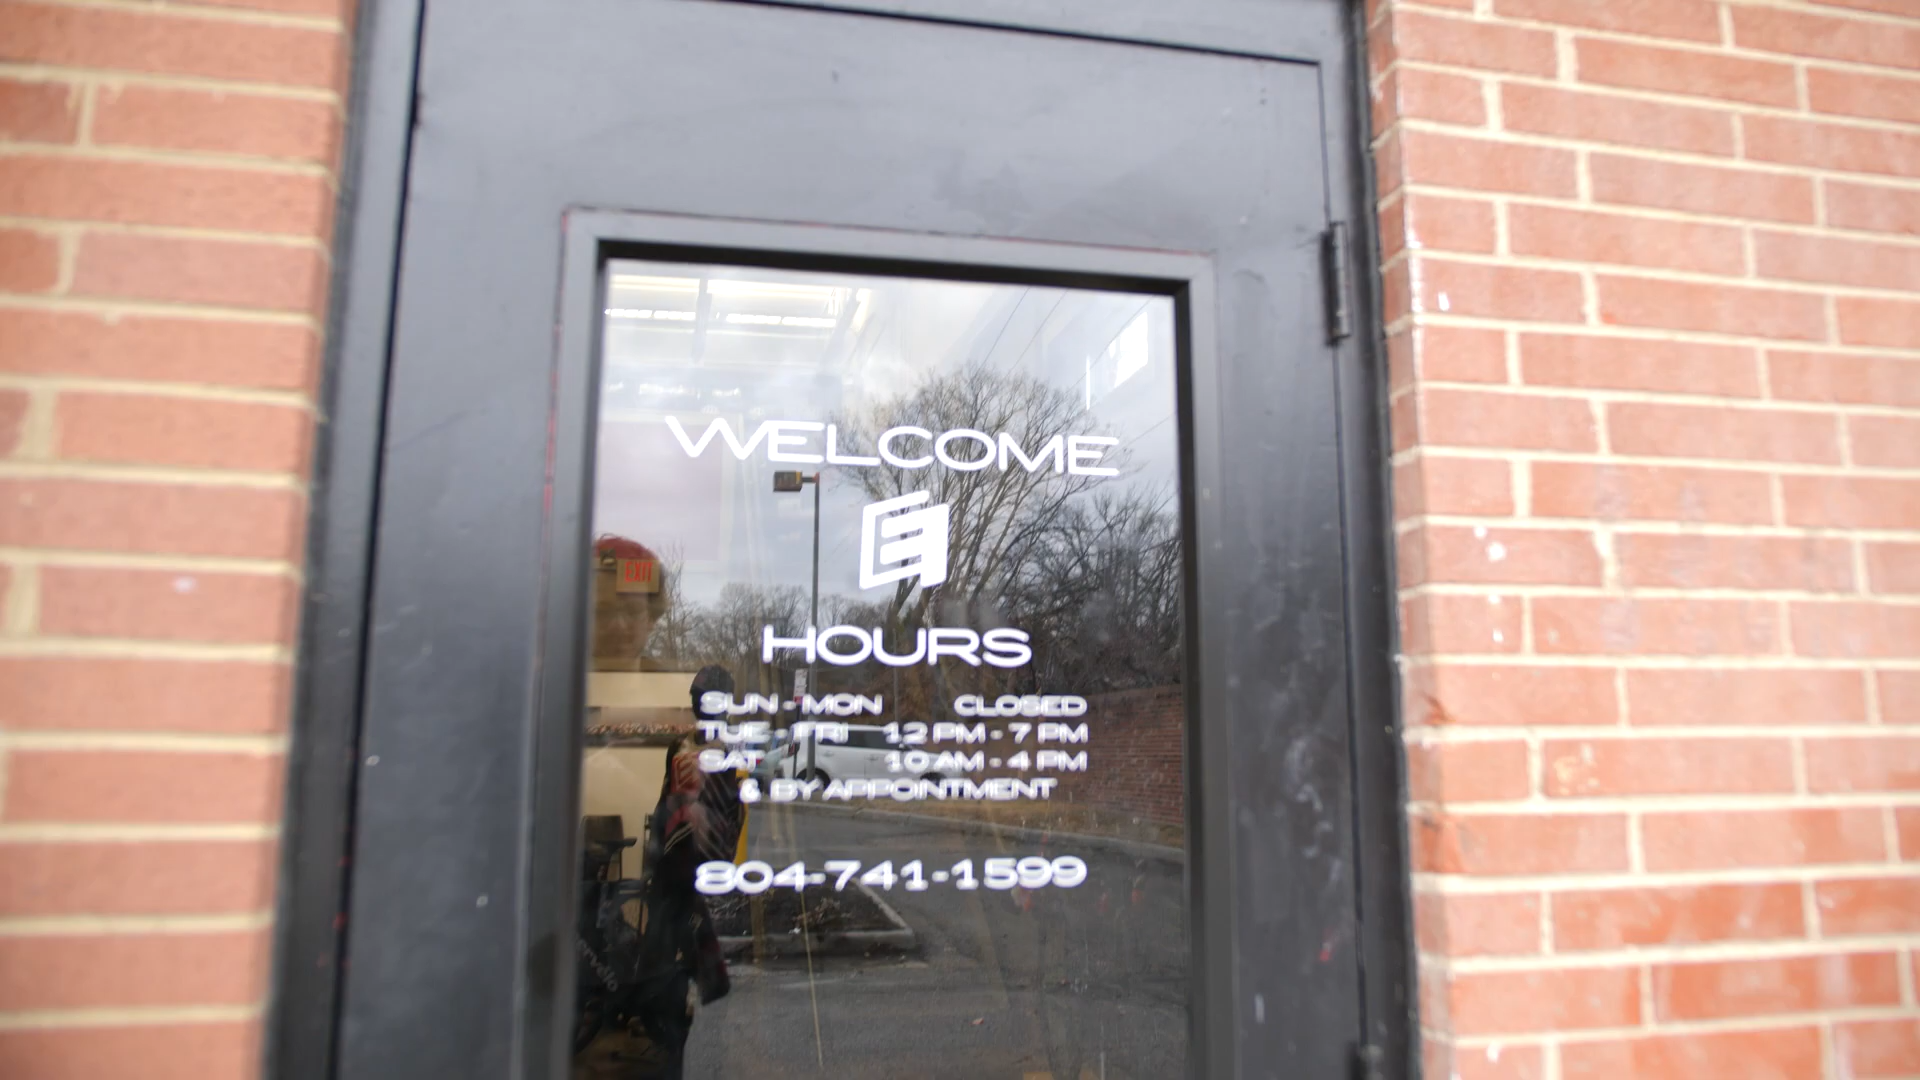 WELCOME
E
HOURS
SUN - MON CLOSED
TUE - FRI 12 PM - 7 PM
SAT 10 AM - 4 PM
& BY APPOINTMENT
804-741-1599
EXIT